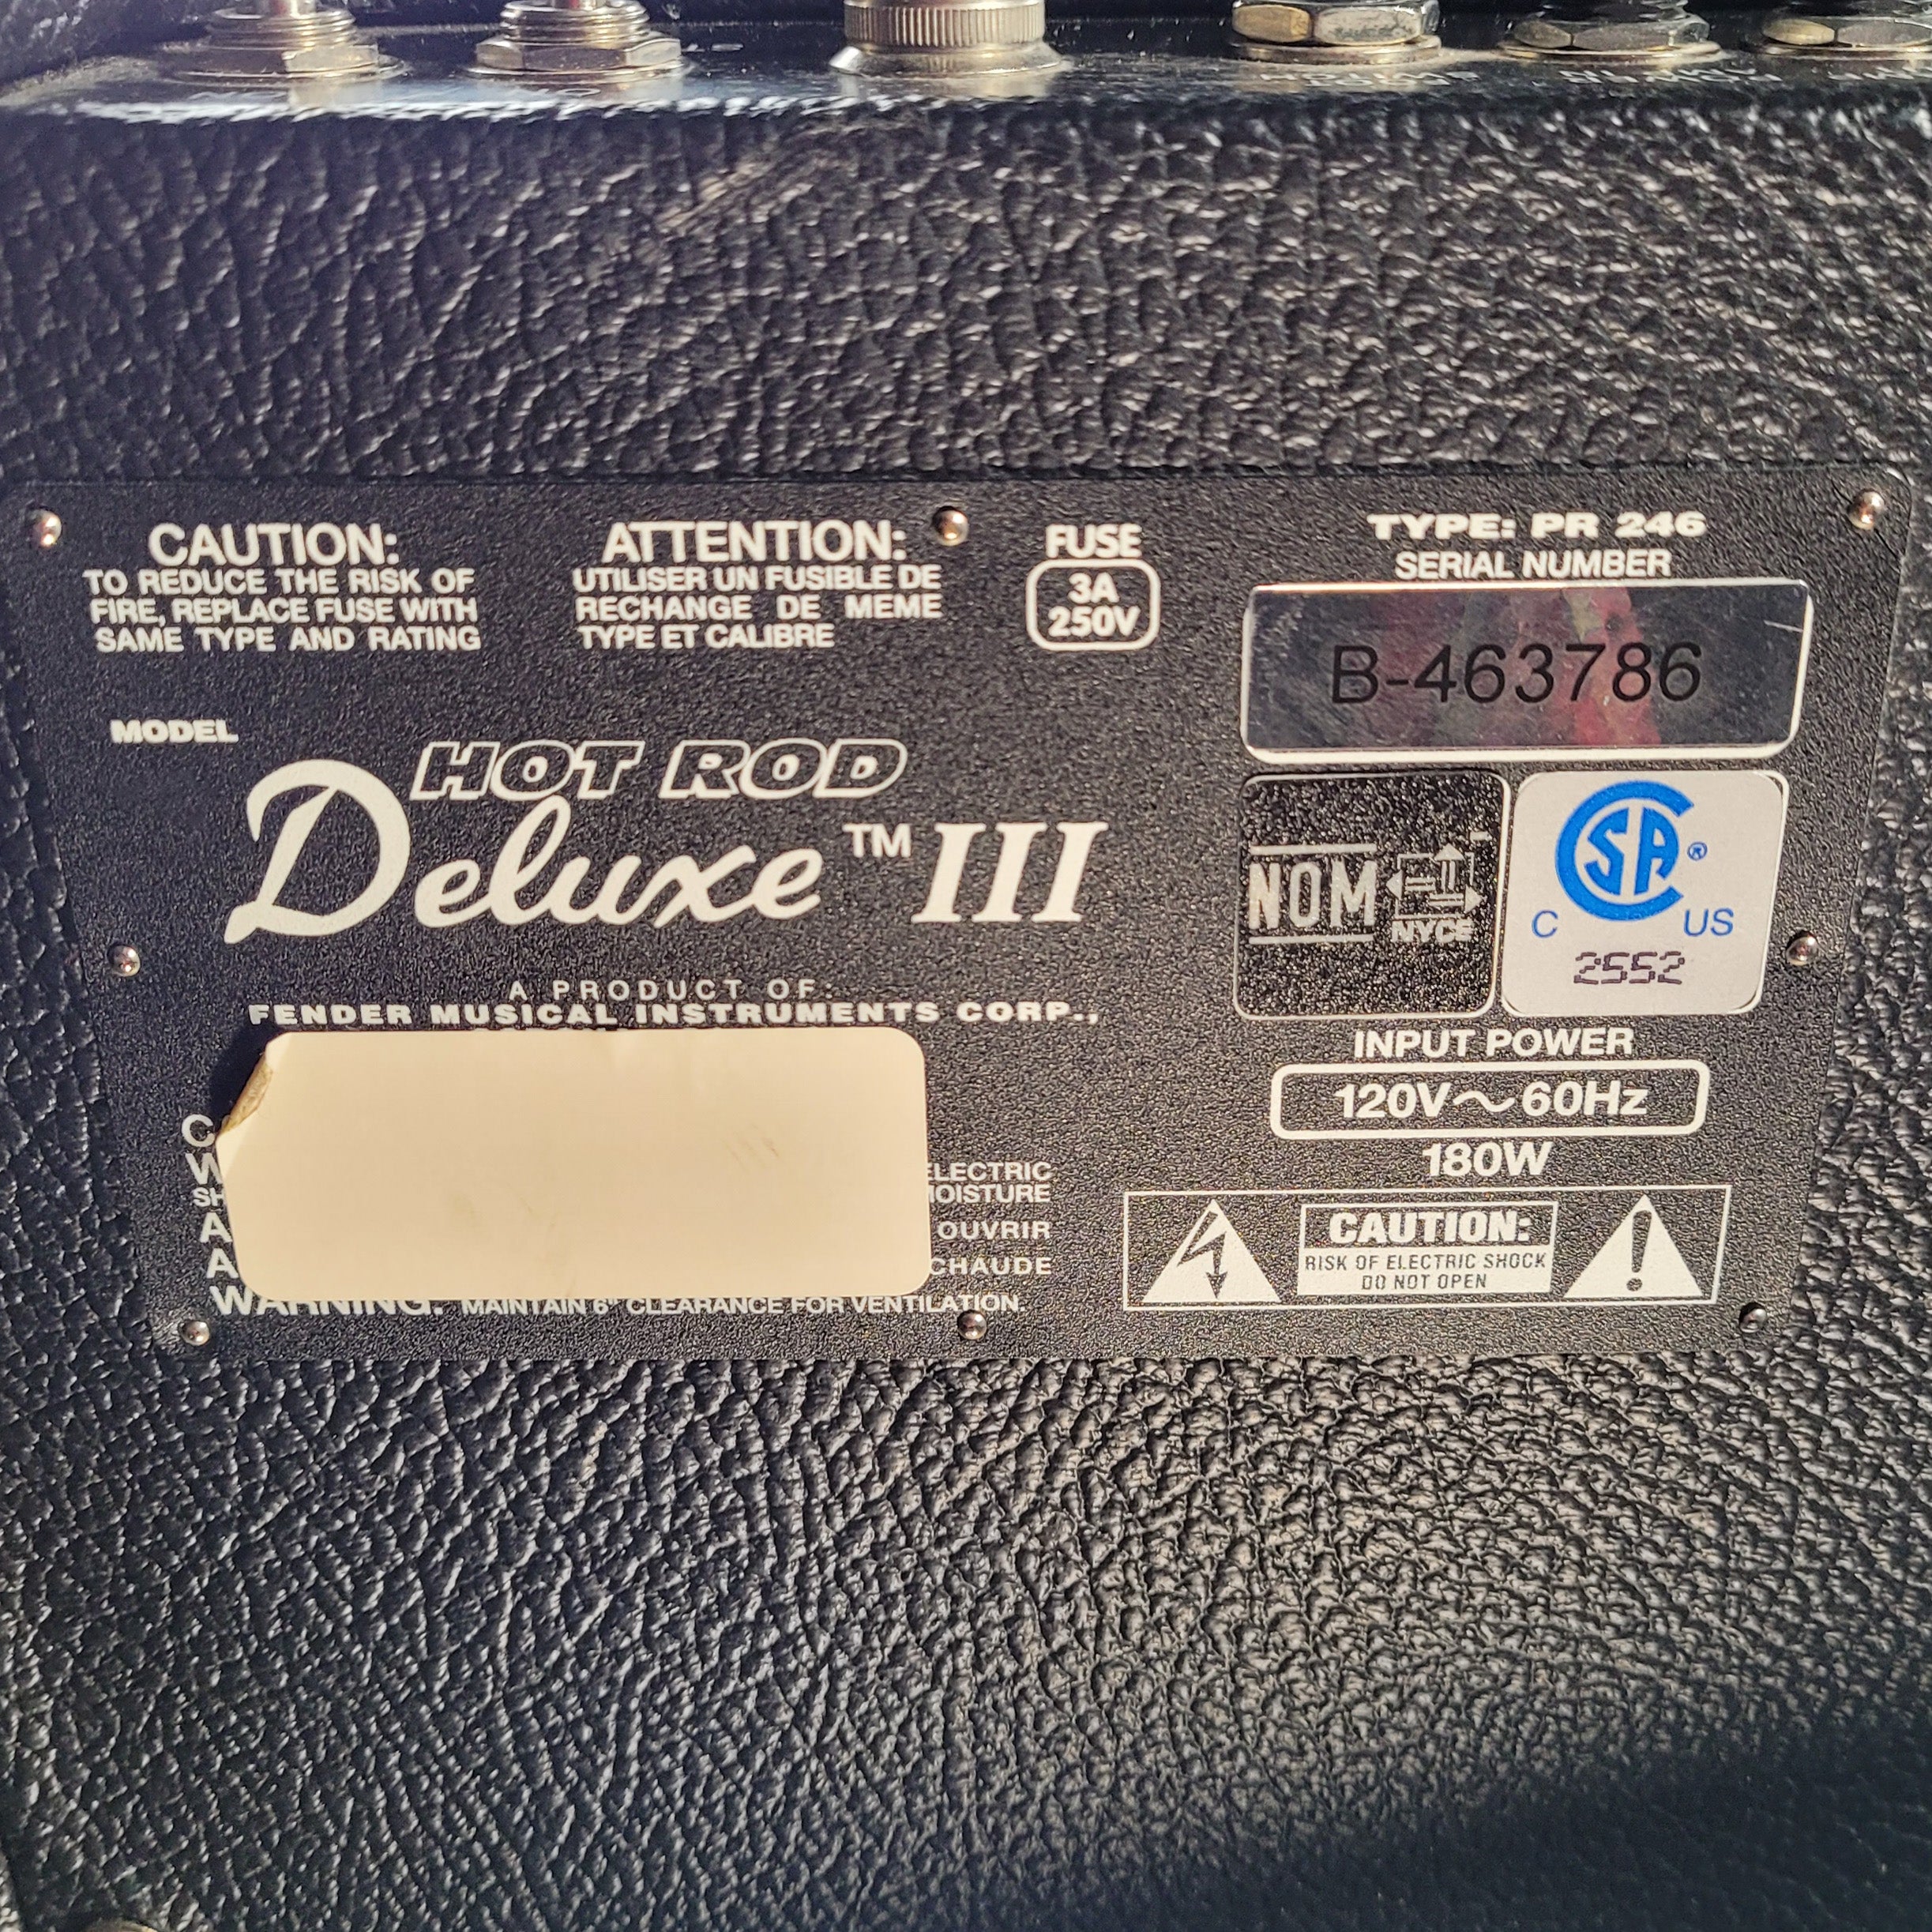 CAUTION:
TO REDUCE THE RISK OF
FIRE, REPLACE FUSE WITH
SAME TYPE AND RATING
ATTENTION:
UTILISER UN FUSIBLE DE
RECHANGE DE MEME
TYPE ET CALIBRE
FUSE
3A
250V
TYPE: PR 246
SERIAL NUMBER
B-463786
MODEL
HOT ROD
Deluxe™ III
A PRODUCT OF:
FENDER MUSICAL INSTRUMENTS CORP.,
NOM
NYCE
CSA®
C US
2552
ELECTRIC
MOISTURE
OUVRIR
CHAUDE
WARNING: MAINTAIN 6" CLEARANCE FOR VENTILATION.
INPUT POWER
120V~60Hz
180W
CAUTION:
RISK OF ELECTRIC SHOCK
DO NOT OPEN